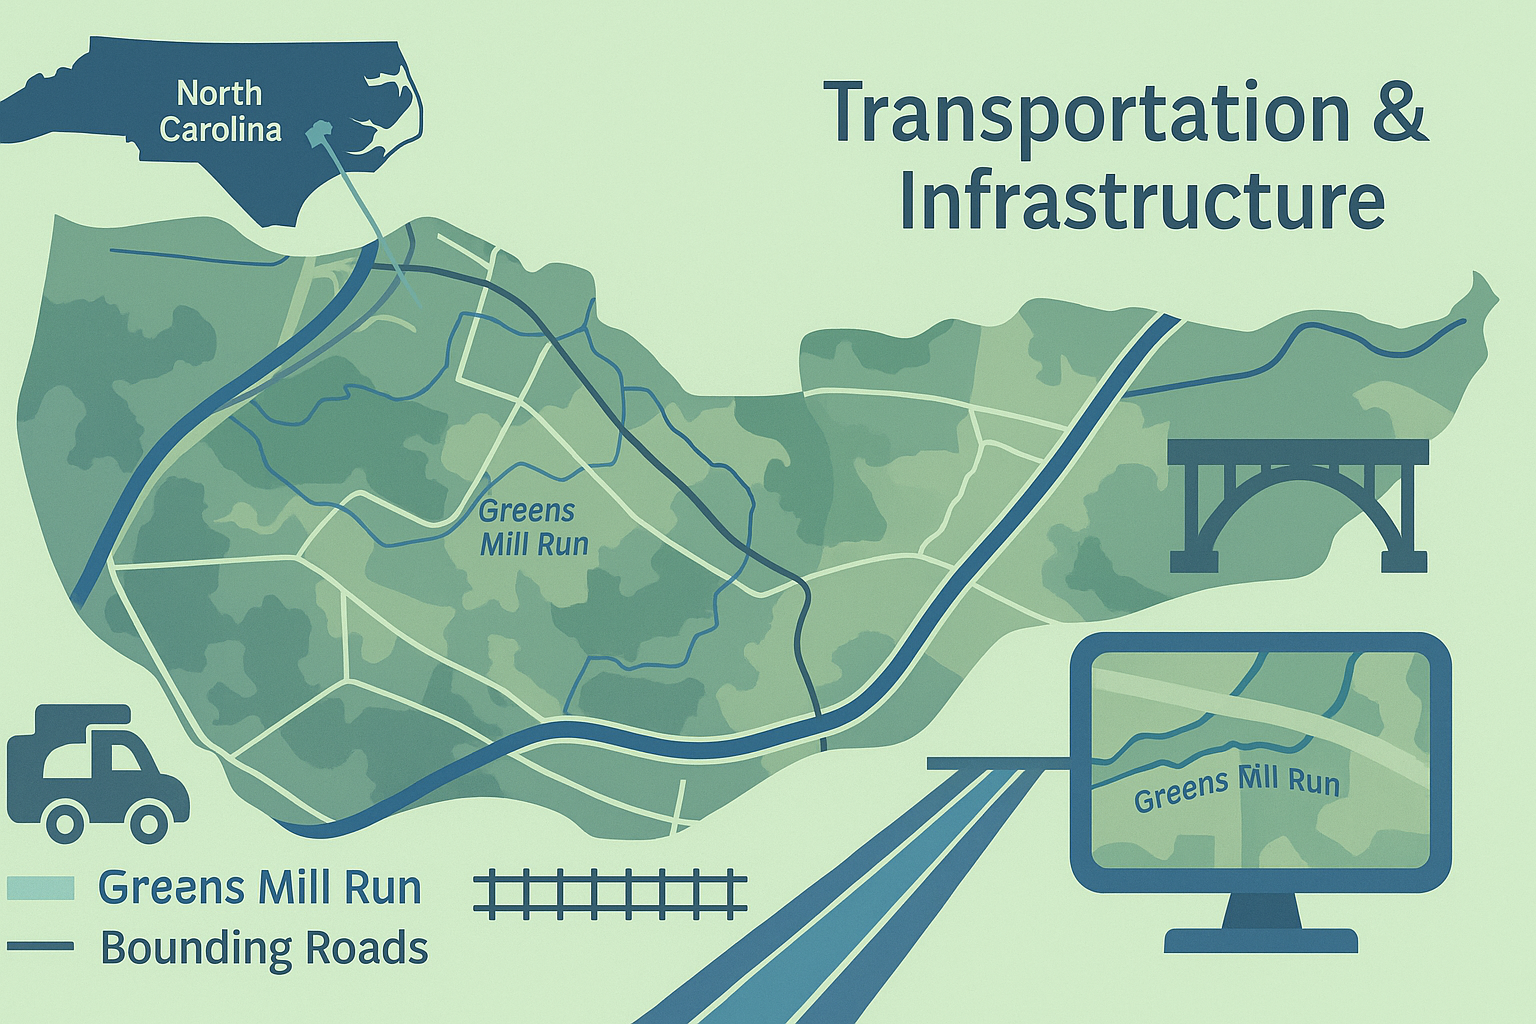 North
Carolina
Transportation &
Infrastructure
Greens
Mill Run
Greens Mill Run
Greens Mill Run
Bounding Roads